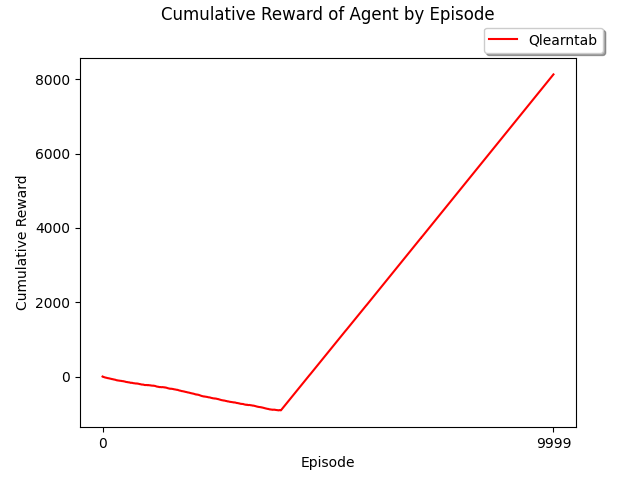 Cumulative Reward of Agent by Episode
Qlearntab
8000
6000
4000
2000
0
Cumulative Reward
0
9999
Episode